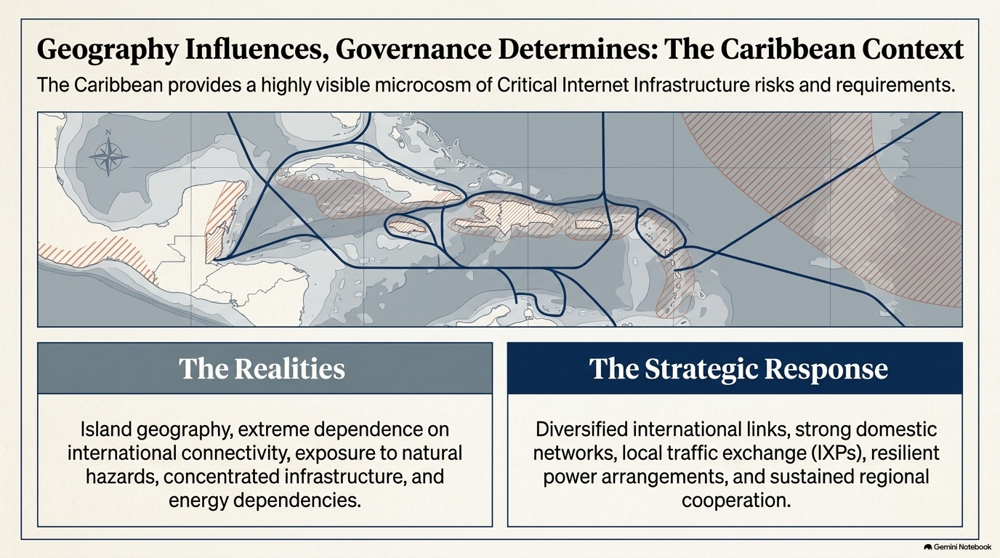 Geography Influences, Governance Determines: The Caribbean Context
The Caribbean provides a highly visible microcosm of Critical Internet Infrastructure risks and requirements.
N
The Realities
Island geography, extreme dependence on
international connectivity, exposure to natural
hazards, concentrated infrastructure, and
energy dependencies.
The Strategic Response
Diversified international links, strong domestic
networks, local traffic exchange (IXPs), resilient
power arrangements, and sustained regional
cooperation.
Gemini Notebook